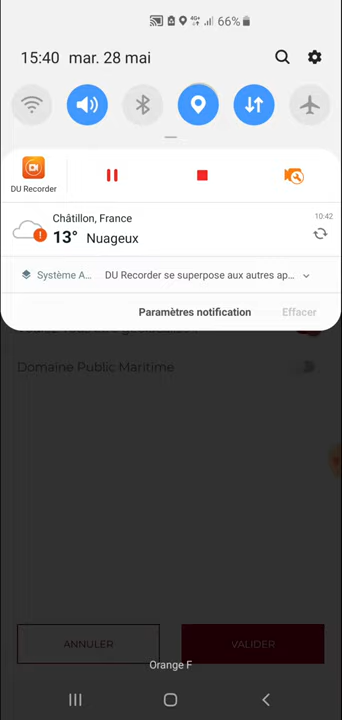 4G+ 66%
15:40 mar. 28 mai
DU Recorder
Châtillon, France
10:42
13° Nuageux
Système A... DU Recorder se superpose aux autres ap...
Paramètres notification
Effacer
Domaine Public Maritime
ANNULER
VALIDER
Orange F